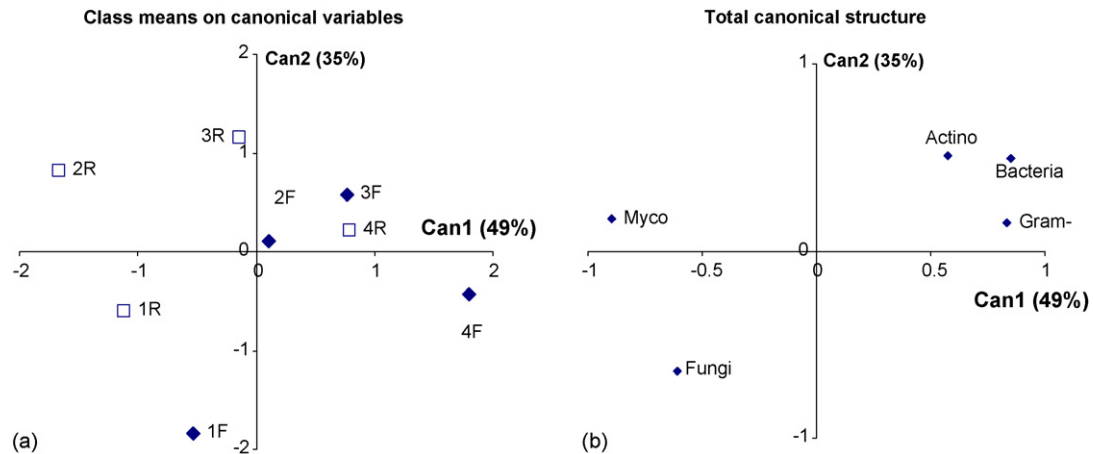 Class means on canonical variables
2
Can2 (35%)
3R
1
2R
2F
3F
4R
Can1 (49%)
0
-2
-1
0
1
2
1R
4F
-1
1F
-2
(a)
Total canonical structure
1
Can2 (35%)
Actino
Bacteria
Myco
Gram-
0
-1
-0.5
0
0.5
1
Can1 (49%)
Fungi
-1
(b)